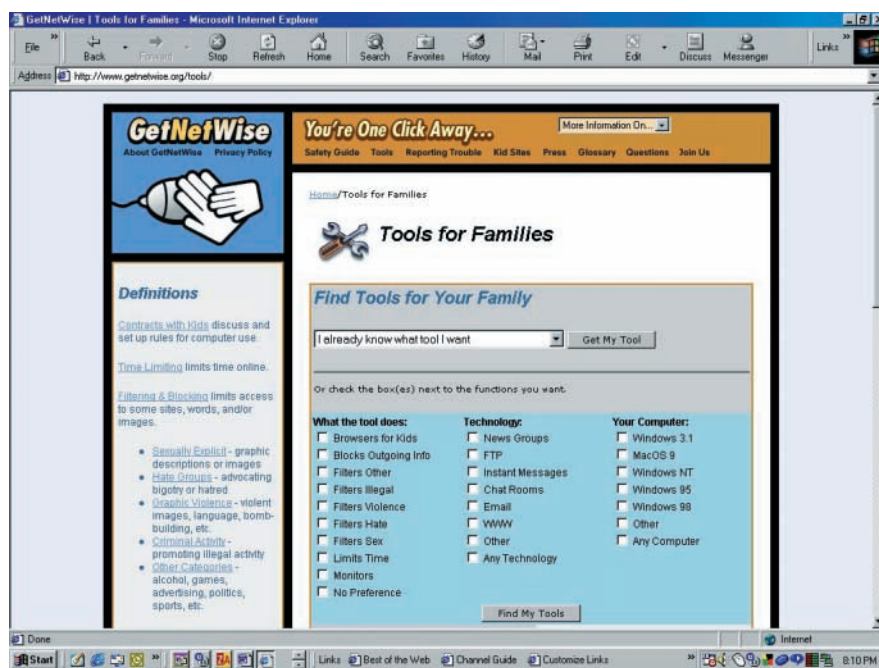 GetNetWise | Tools for Families - Microsoft Internet Explorer
File
Back
Forward
Stop
Refresh
Home
Search
Favorites
History
Mail
Print
Edit
Discuss
Messenger
Links
Address http://www.getnetwise.org/tools/
GetNetWise
About GetNetWise Privacy Policy
You're One Click Away...
More Information On...
Safety Guide Tools Reporting Trouble Kid Sites Press Glossary Questions Join Us
Home/Tools for Families
Tools for Families
Definitions
Contracts with Kids discuss and
set up rules for computer use.
Time Limiting limits time online.
Filtering & Blocking limits access
to some sites, words, and/or
images.
Sexually Explicit - graphic
descriptions or images
Hate Groups - advocating
bigotry or hatred
Graphic Violence - violent
images, language, bomb-
building, etc.
Criminal Activity -
promoting illegal activity
Other Categories -
alcohol, games,
advertising, politics,
sports, etc.
Find Tools for Your Family
I already know what tool I want
Get My Tool
Or check the box(es) next to the functions you want.
What the tool does:
Browsers for Kids
Blocks Outgoing Info
Filters Other
Filters Illegal
Filters Violence
Filters Hate
Filters Sex
Limits Time
Monitors
No Preference
Technology:
News Groups
FTP
Instant Messages
Chat Rooms
Email
WWW
Other
Any Technology
Your Computer:
Windows 3.1
MacOS 9
Windows NT
Windows 95
Windows 98
Other
Any Computer
Find My Tools
Done
Internet
Start
Links Best of the Web Channel Guide Customize Links
8:10 PM